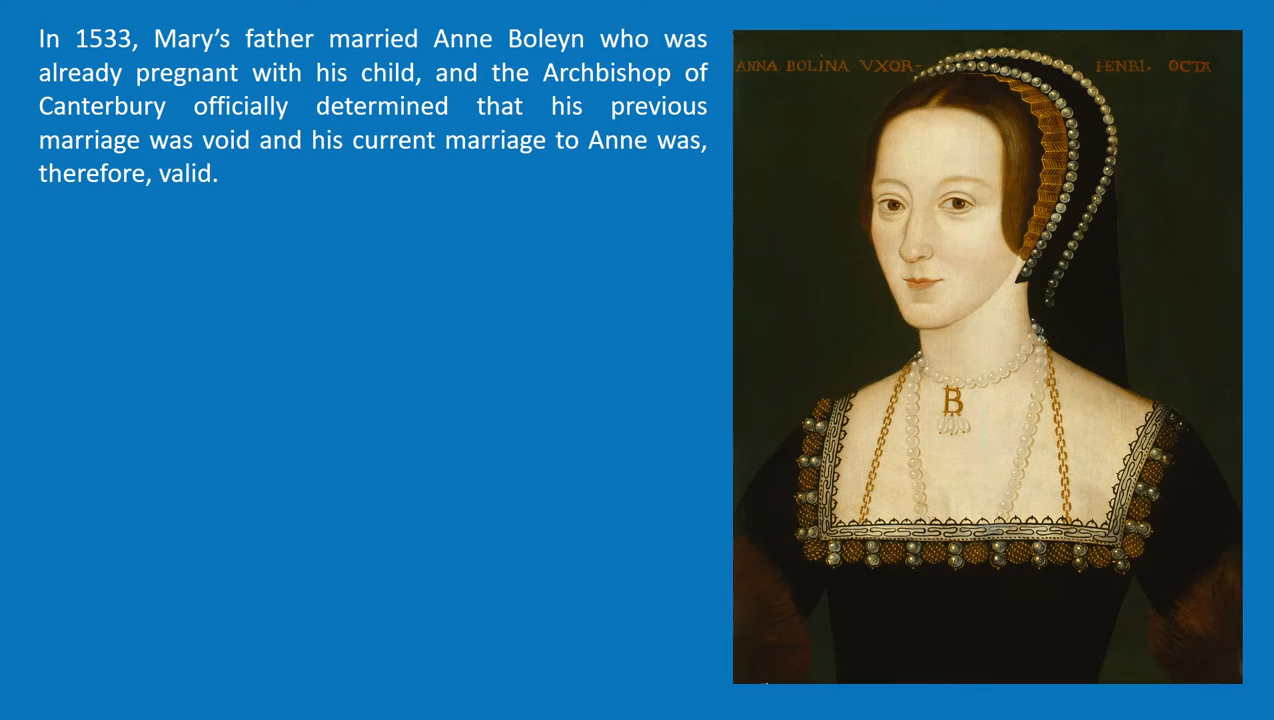 In 1533, Mary’s father married Anne Boleyn who was
already pregnant with his child, and the Archbishop of
Canterbury officially determined that his previous
marriage was void and his current marriage to Anne was,
therefore, valid.
ANNA BOLINA VXOR- HENRI· OCTA
B